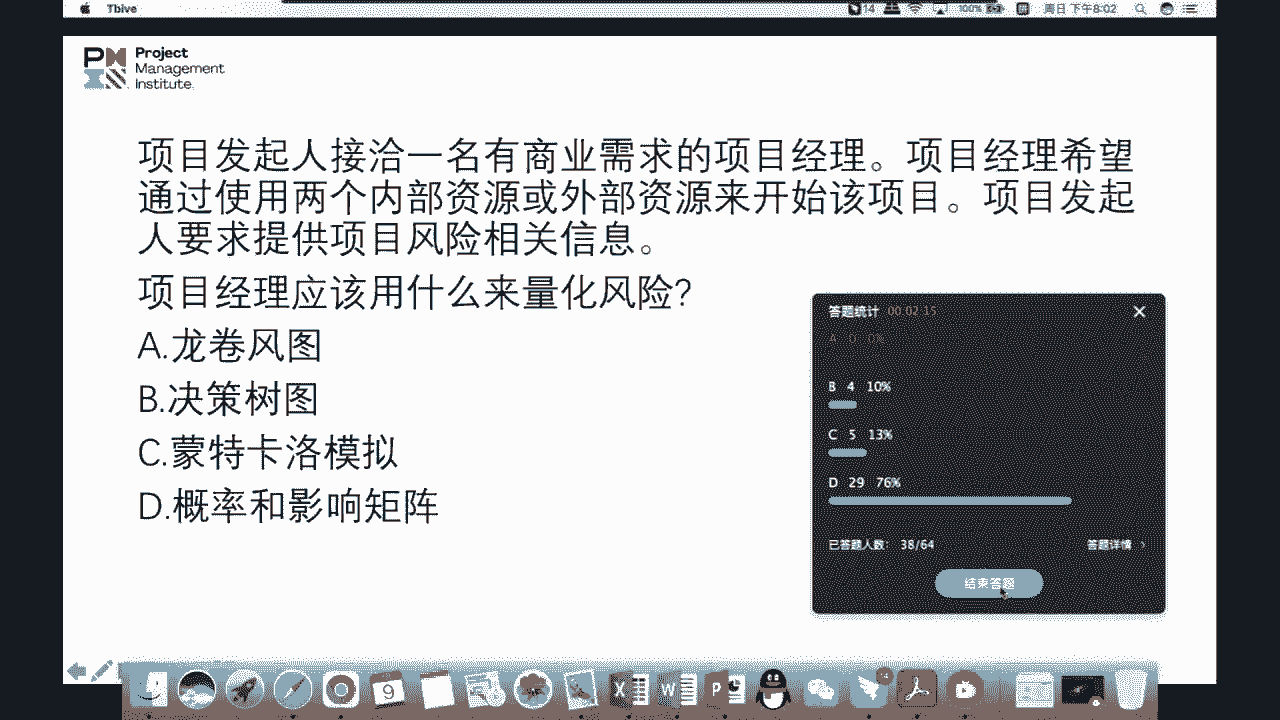 Tbive
14
100%
周日 下午8:02
Project
Management
Institute
项目发起人接洽一名有商业需求的项目经理。项目经理希望
通过使用两个内部资源或外部资源来开始该项目。项目发起
人要求提供项目风险相关信息。
项目经理应该用什么来量化风险?
A.龙卷风图
B.决策树图
C.蒙特卡洛模拟
D.概率和影响矩阵
答题统计 00:02:15
A 0 0%
B 4 10%
C 5 13%
D 29 76%
已答题人数: 38/64
答题详情 >
结束答题
9